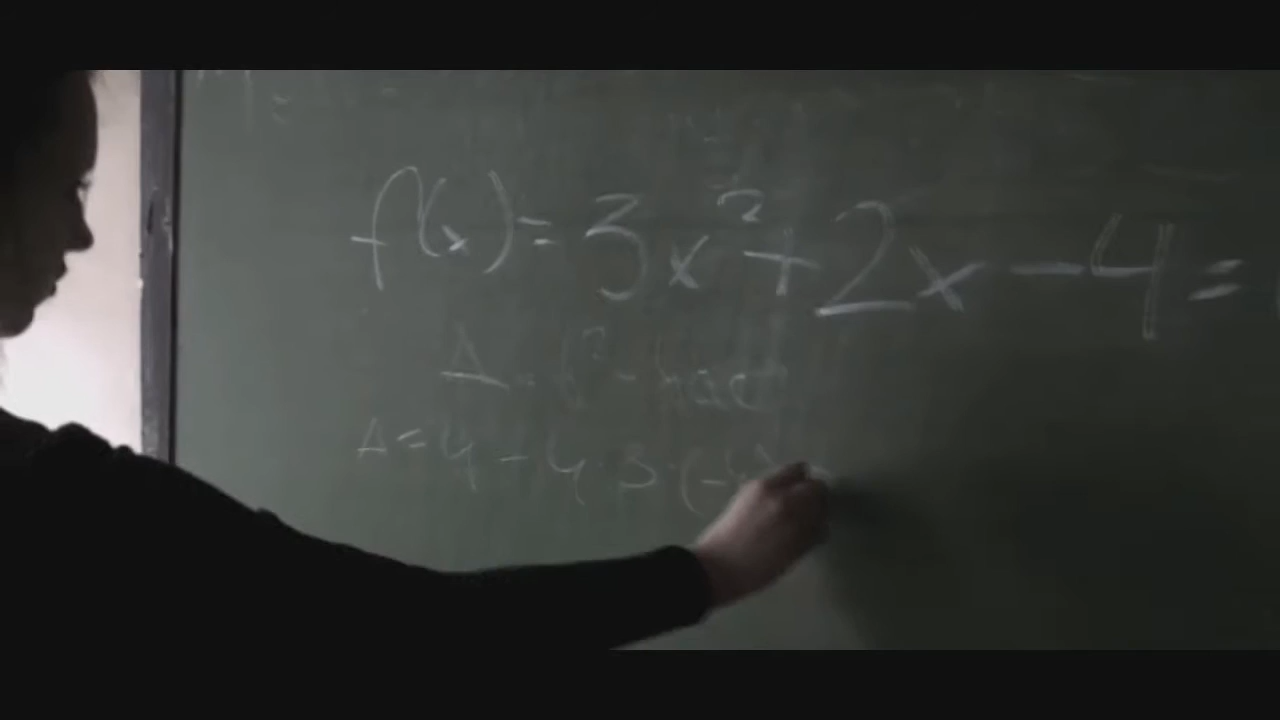 f(x) = 3x² + 2x - 4 =
Δ = b² - 4ac
Δ = 4 - 4 · 3 · (-4)